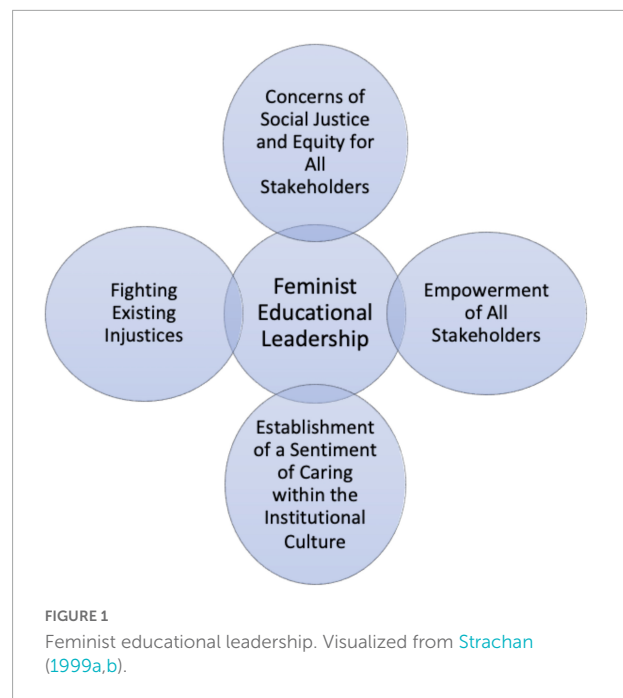 Concerns of
Social Justice
and Equity for
All
Stakeholders
Fighting
Existing
Injustices
Feminist
Educational
Leadership
Empowerment
of All
Stakeholders
Establishment
of a Sentiment
of Caring
within the
Institutional
Culture
FIGURE 1
Feminist educational leadership. Visualized from Strachan
(1999a,b).